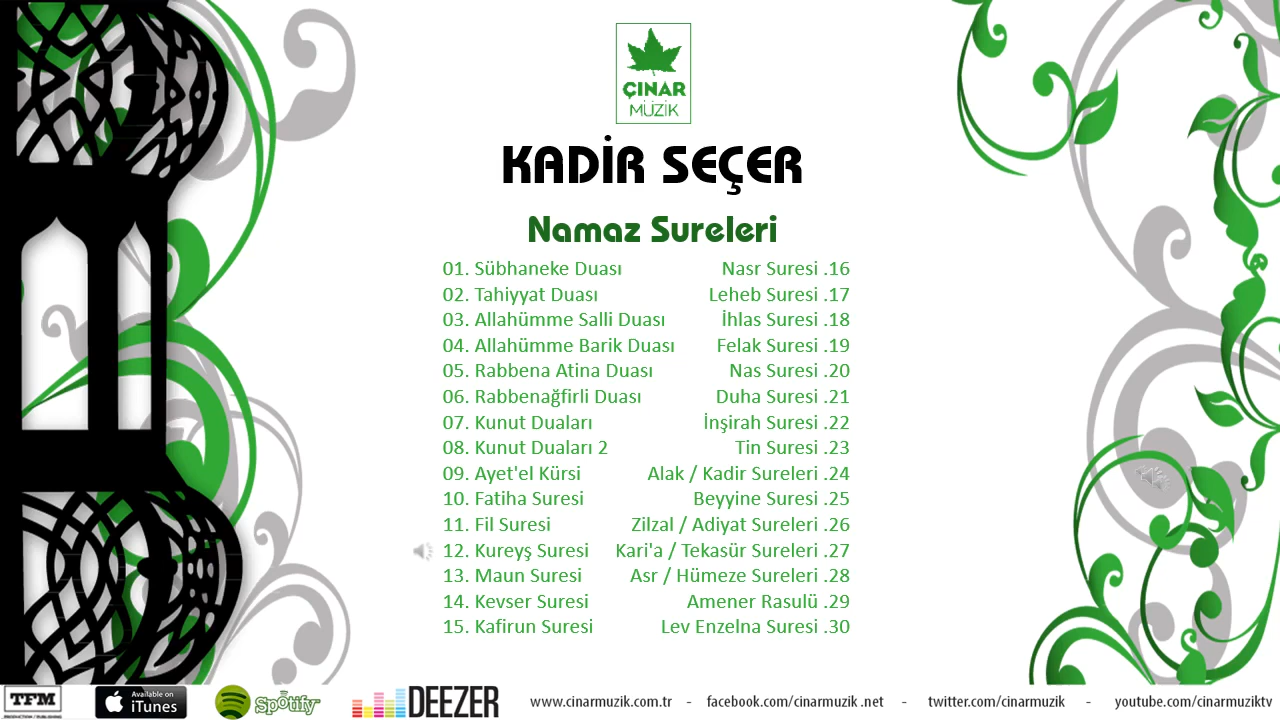 ÇINAR
MÜZİK
KADİR SEÇER
Namaz Sureleri
01. Sübhaneke Duası
02. Tahiyyat Duası
03. Allahümme Salli Duası
04. Allahümme Barik Duası
05. Rabbena Atina Duası
06. Rabbenağfirli Duası
07. Kunut Duaları
08. Kunut Duaları 2
09. Ayet'el Kürsi
10. Fatiha Suresi
11. Fil Suresi
12. Kureyş Suresi
13. Maun Suresi
14. Kevser Suresi
15. Kafirun Suresi
Nasr Suresi .16
Leheb Suresi .17
İhlas Suresi .18
Felak Suresi .19
Nas Suresi .20
Duha Suresi .21
İnşirah Suresi .22
Tin Suresi .23
Alak / Kadir Sureleri .24
Beyyine Suresi .25
Zilzal / Adiyat Sureleri .26
Kari'a / Tekasür Sureleri .27
Asr / Hümeze Sureleri .28
Amener Rasulü .29
Lev Enzelna Suresi .30
TFM
PRODUCTION / PUBLISHING
Available on
iTunes
Spotify
DEEZER
www.cinarmuzik.com.tr - facebook.com/cinarmuzik .net - twitter.com/cinarmuzik - youtube.com/cinarmuziktv